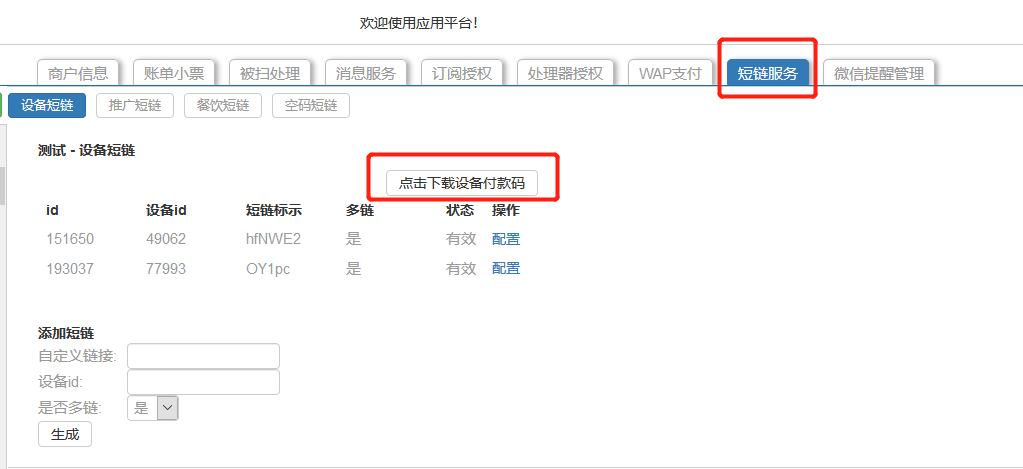 欢迎使用应用平台!
商户信息 账单小票 被扫处理 消息服务 订阅授权 处理器授权 WAP支付 短链服务 微信提醒管理
设备短链 推广短链 餐饮短链 空码短链
测试 - 设备短链
点击下载设备付款码
id 设备id 短链标示 多链 状态 操作
151650 49062 hfNWE2 是 有效 配置
193037 77993 OY1pc 是 有效 配置
添加短链
自定义链接:
设备id:
是否多链: 是
生成